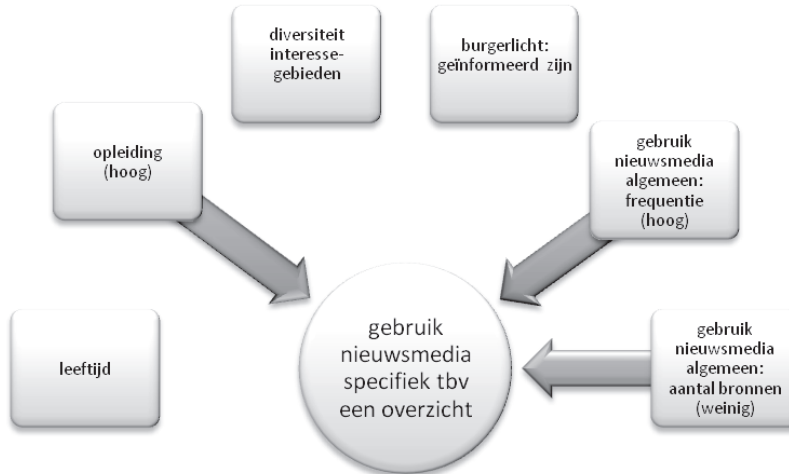 diversiteit
interesse-
gebieden
burgerlicht:
geïnformeerd zijn
opleiding
(hoog)
gebruik
nieuwsmedia
algemeen:
frequentie
(hoog)
leeftijd
gebruik
nieuwsmedia
specifiek tbv
een overzicht
gebruik
nieuwsmedia
algemeen:
aantal bronnen
(weinig)